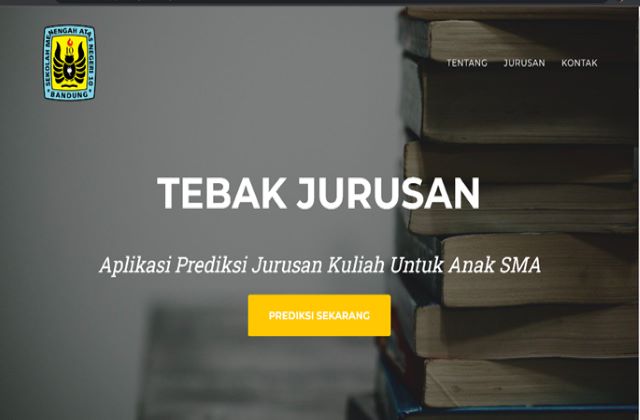 SEKOLAH MENENGAH ATAS NEGERI 10
BANDUNG
TENTANG JURUSAN KONTAK
TEBAK JURUSAN
Aplikasi Prediksi Jurusan Kuliah Untuk Anak SMA
PREDIKSI SEKARANG